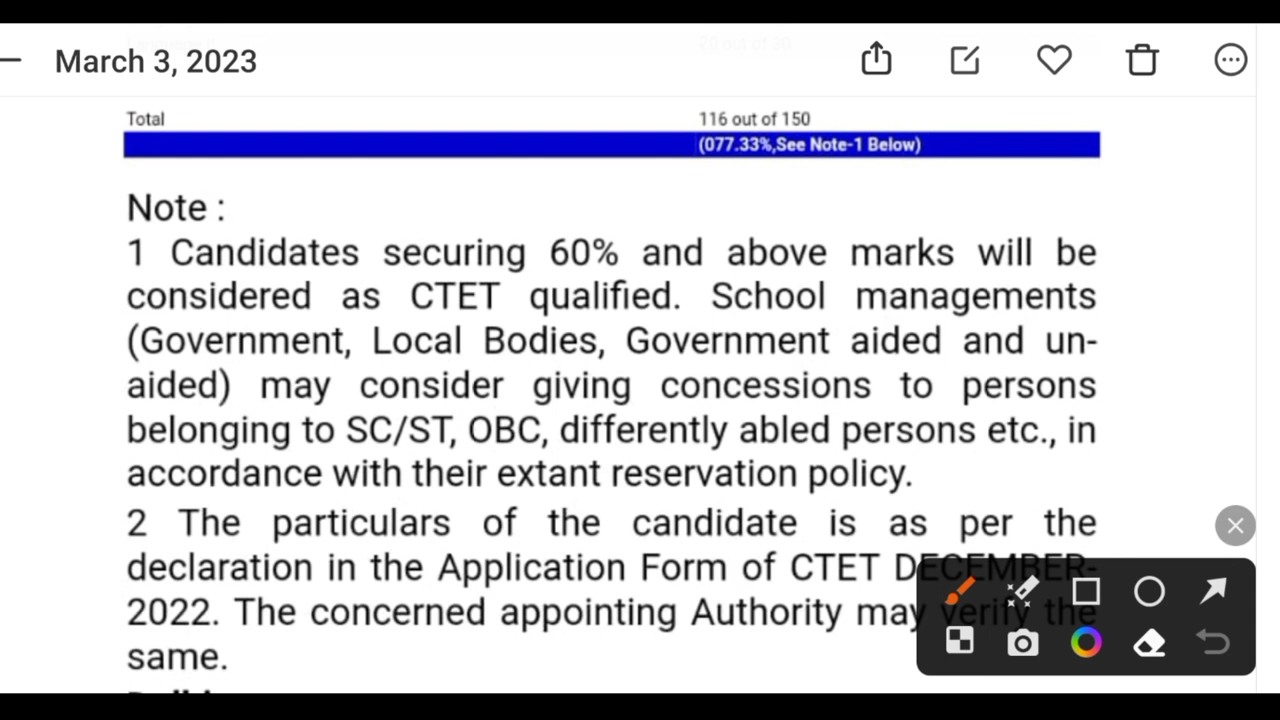 March 3, 2023
20 out of 30
Total 116 out of 150
(077.33%,See Note-1 Below)
Note :
1 Candidates securing 60% and above marks will be
considered as CTET qualified. School managements
(Government, Local Bodies, Government aided and un-
aided) may consider giving concessions to persons
belonging to SC/ST, OBC, differently abled persons etc., in
accordance with their extant reservation policy.
2 The particulars of the candidate is as per the
declaration in the Application Form of CTET DECEMBER-
2022. The concerned appointing Authority may verify the
same.